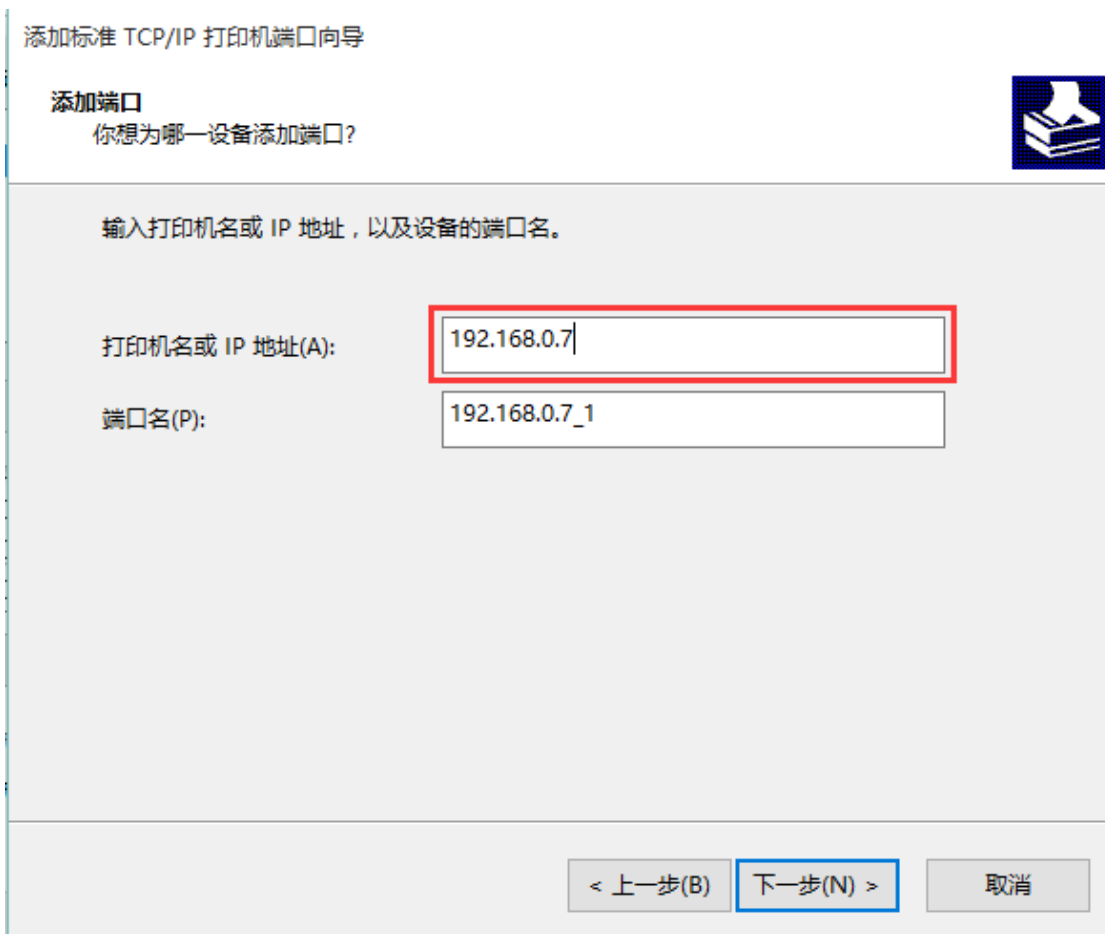 添加标准 TCP/IP 打印机端口向导
添加端口
你想为哪一设备添加端口?
输入打印机名或 IP 地址，以及设备的端口名。
打印机名或 IP 地址(A):
192.168.0.7
端口名(P):
192.168.0.7_1
< 上一步(B)
下一步(N) >
取消